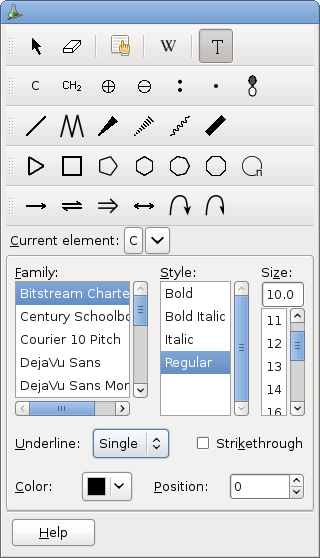 W T
C CH₂
n
Current element: C
Family: Style: Size:
Bitstream Charte Bold 10.0
Century Schoolbo Bold Italic 11
Courier 10 Pitch Italic 12
DejaVu Sans Regular 13
DejaVu Sans Mor 14
16
Underline: Single Strikethrough
Color: Position: 0
Help